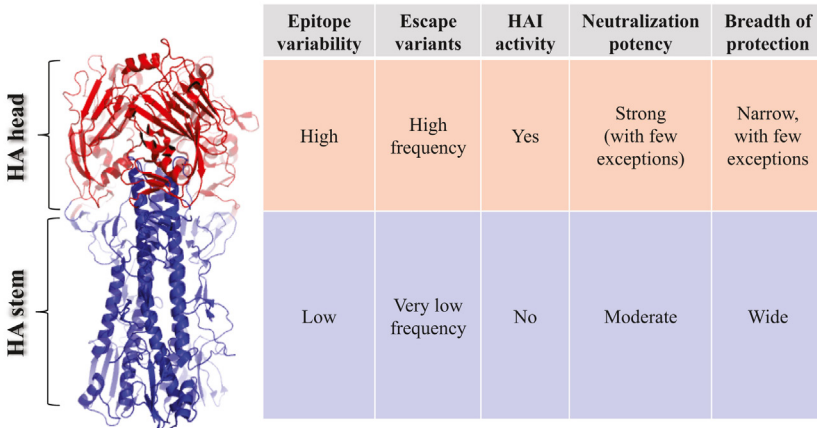 Epitope
variability
Escape
variants
HAI
activity
Neutralization
potency
Breadth of
protection
HA head
High
High
frequency
Yes
Strong
(with few
exceptions)
Narrow,
with few
exceptions
HA stem
Low
Very low
frequency
No
Moderate
Wide